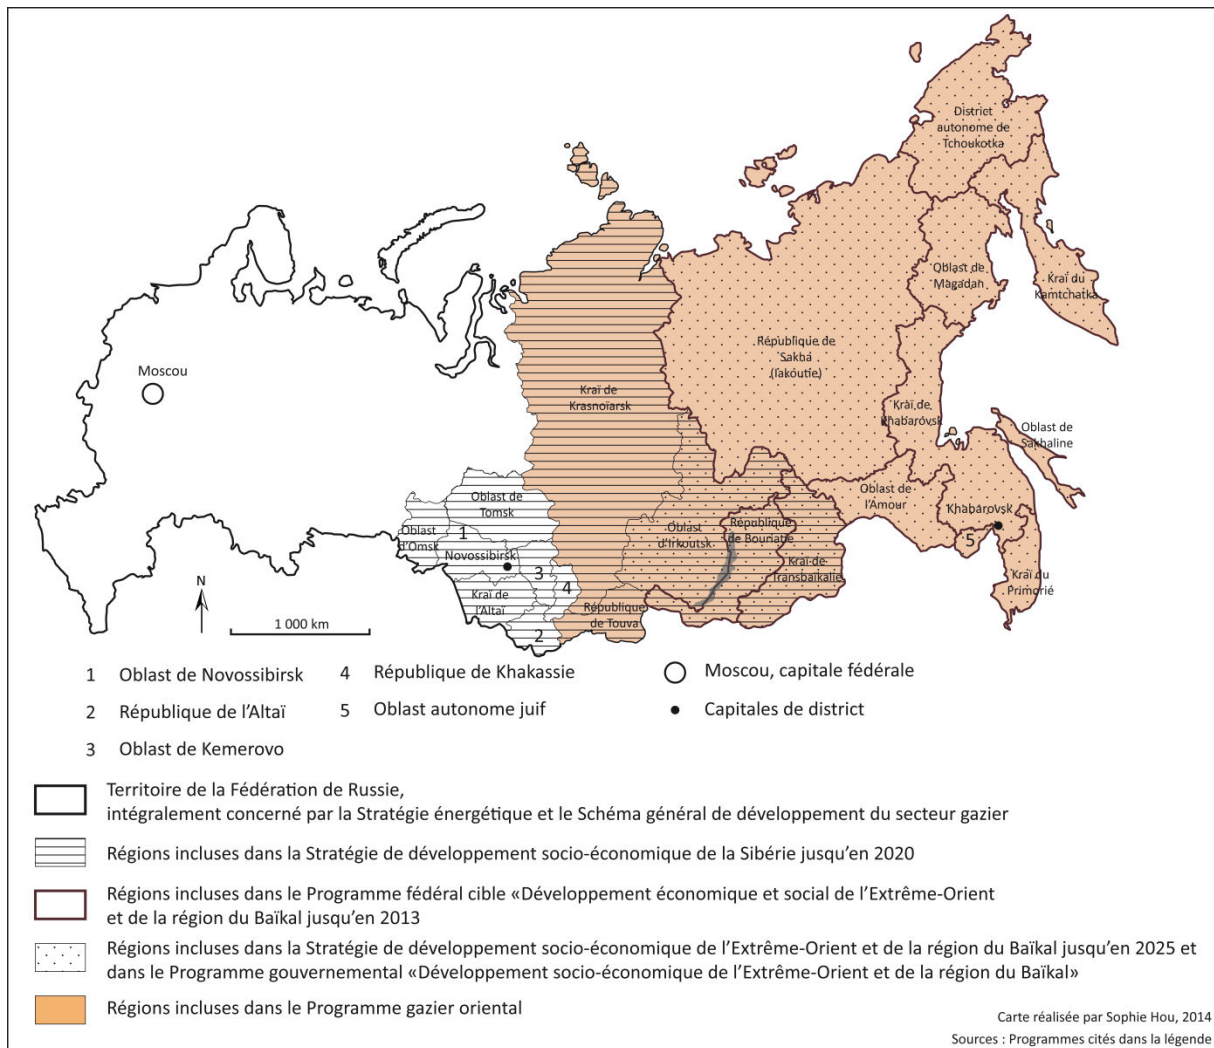 District
autonome de
Tchoukotka
Oblast de
Magadan
Kraï du
Kamtchatka
République de
Sakha
(Iakoutie)
Moscou
Kraï de
Krasnoïarsk
Kraï de
Khabarovsk
Oblast de
Sakhaline
Oblast de
Tomsk
Oblast de
l'Amour
Khabarovsk
Oblast
d'Omsk
1
Oblast
d'Irkoutsk
République
de Bouriatie
5
Novossibirsk
3
Kraï de
Transbaïkalie
4
Kraï du
Primorié
Kraï de
l'Altaï
République
de Touva
2
N
1 000 km
1 Oblast de Novossibirsk
4 République de Khakassie
Moscou, capitale fédérale
2 République de l'Altaï
5 Oblast autonome juif
Capitales de district
3 Oblast de Kemerovo
Territoire de la Fédération de Russie,
intégralement concerné par la Stratégie énergétique et le Schéma général de développement du secteur gazier
Régions incluses dans la Stratégie de développement socio-économique de la Sibérie jusqu'en 2020
Régions incluses dans le Programme fédéral cible «Développement économique et social de l'Extrême-Orient
et de la région du Baïkal jusqu'en 2013
Régions incluses dans la Stratégie de développement socio-économique de l'Extrême-Orient et de la région du Baïkal jusqu'en 2025 et
dans le Programme gouvernemental «Développement socio-économique de l'Extrême-Orient et de la région du Baïkal»
Régions incluses dans le Programme gazier oriental
Carte réalisée par Sophie Hou, 2014
Sources : Programmes cités dans la légende